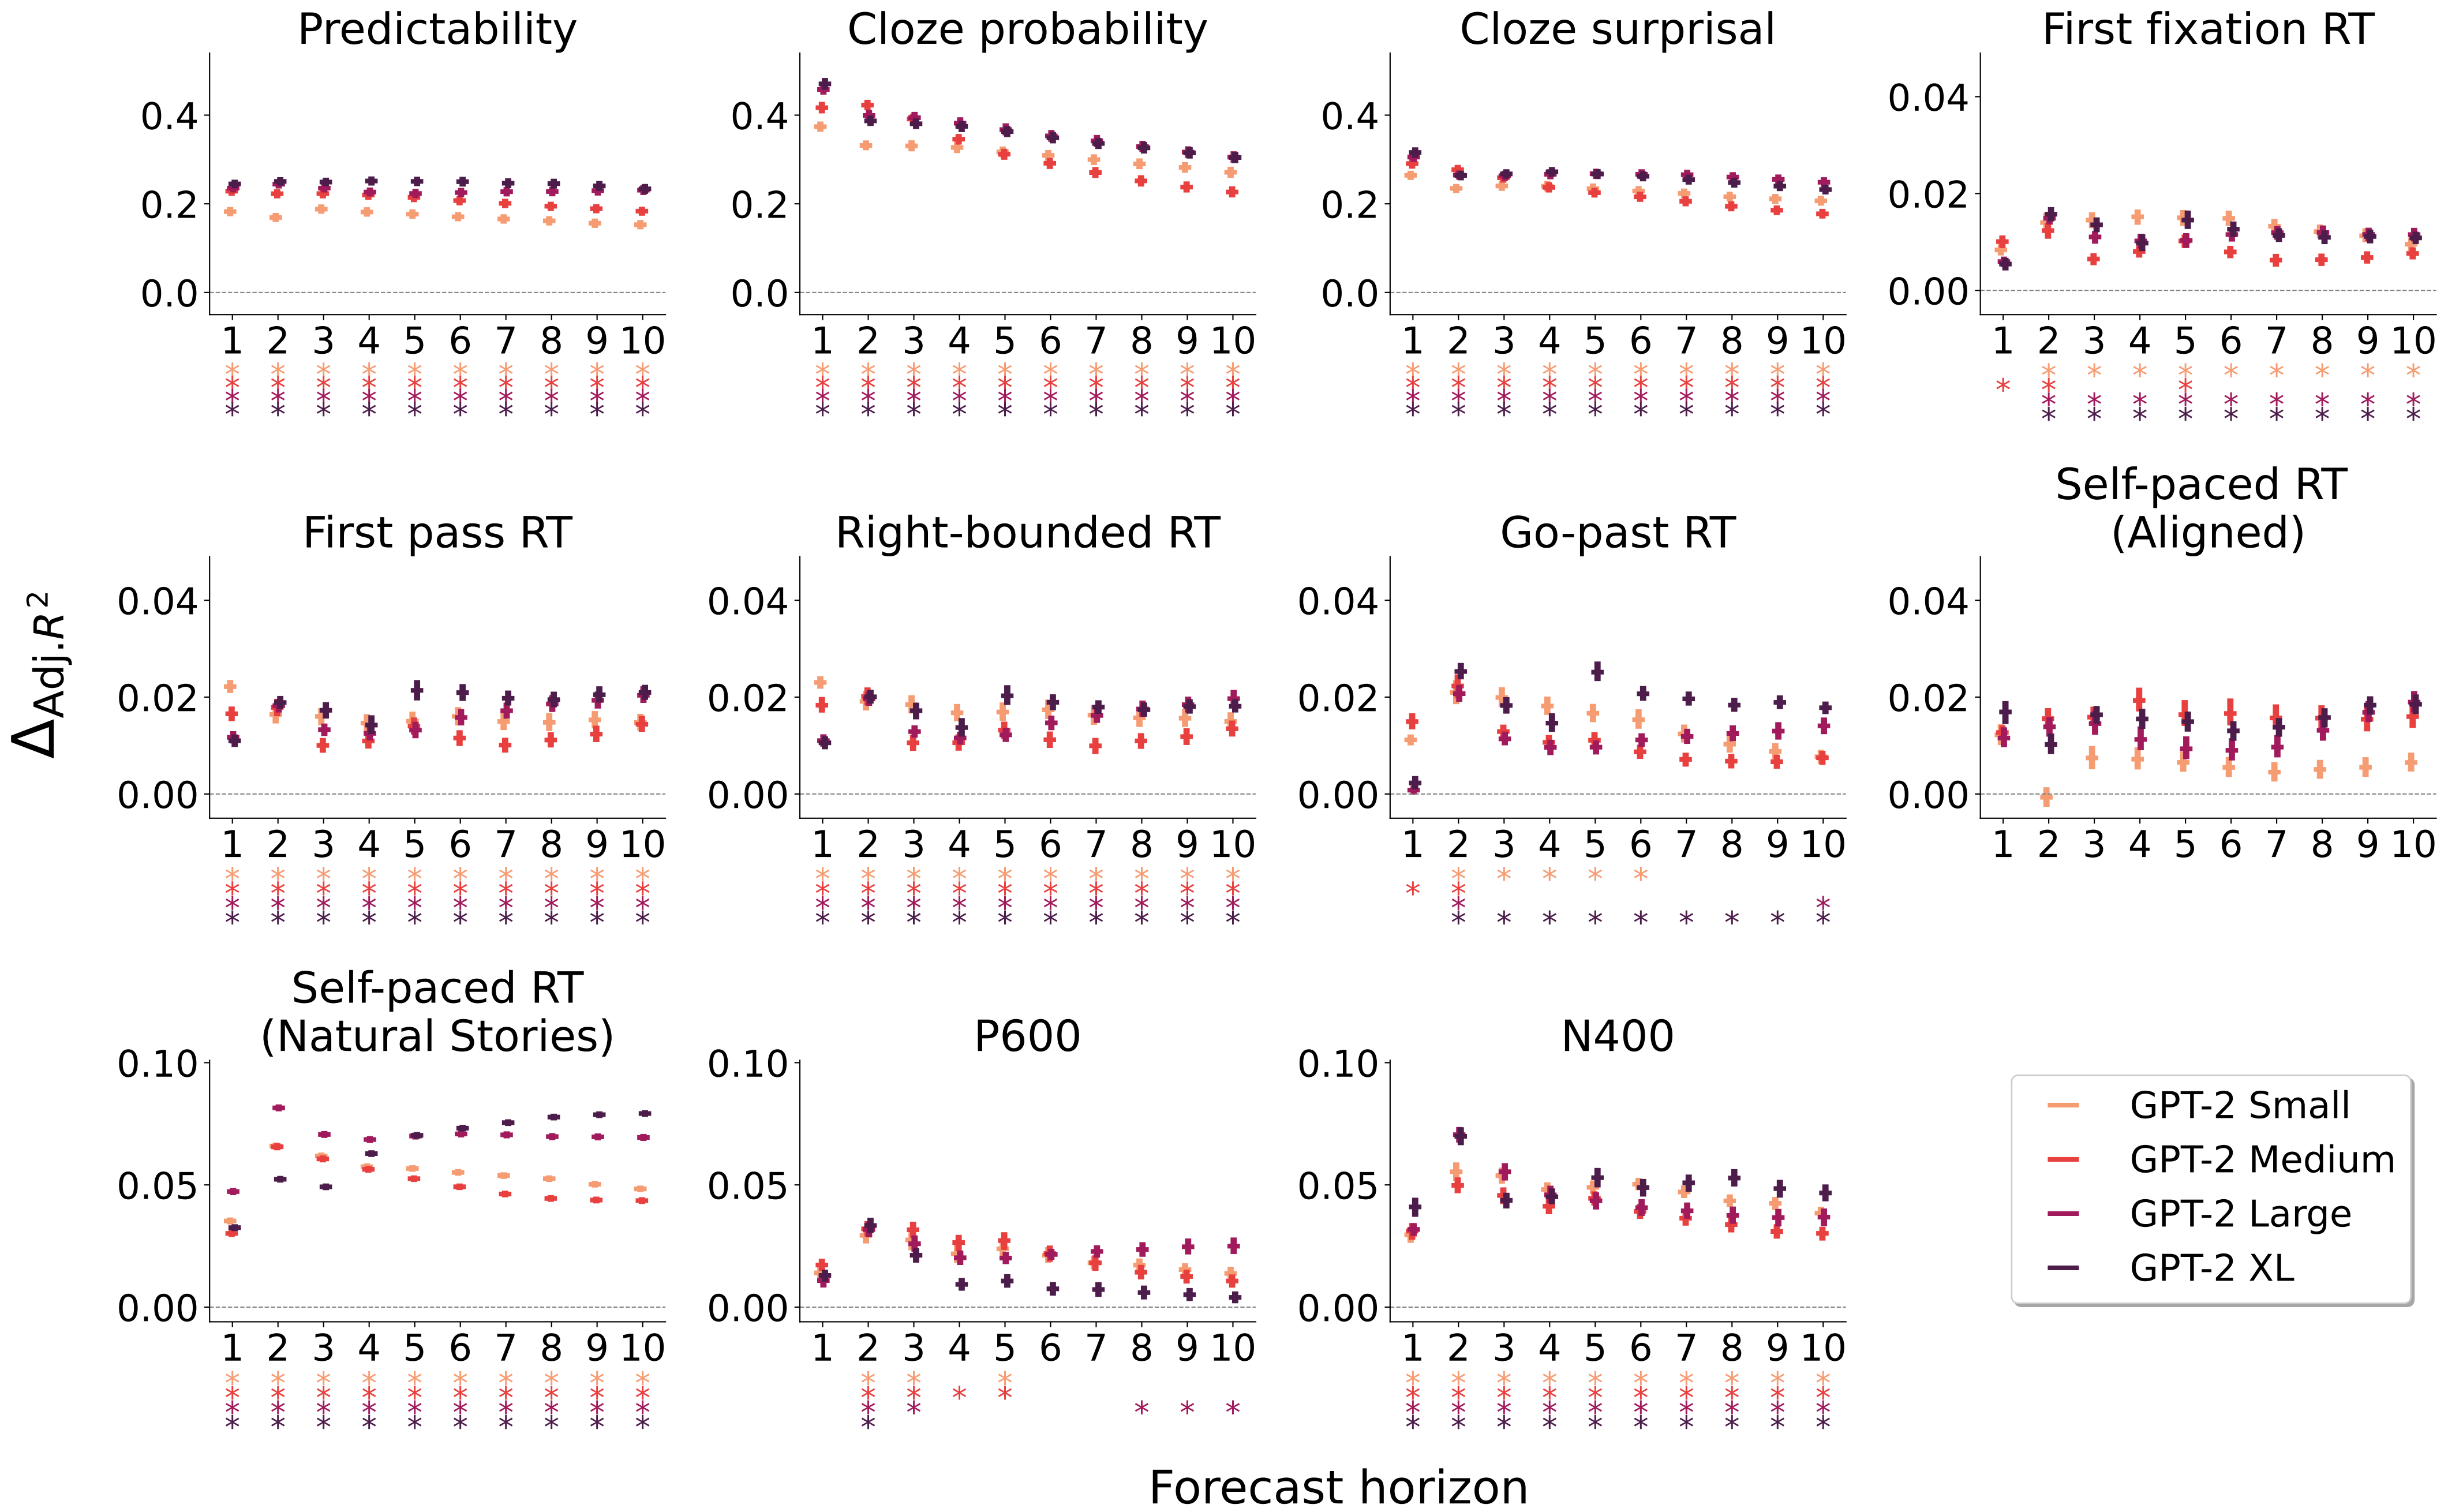 Predictability
Cloze probability
Cloze surprisal
First fixation RT
0.4
0.2
0.0
0.4
0.2
0.0
0.4
0.2
0.0
0.04
0.02
0.00
1 2 3 4 5 6 7 8 9 10
1 2 3 4 5 6 7 8 9 10
1 2 3 4 5 6 7 8 9 10
1 2 3 4 5 6 7 8 9 10
First pass RT
Right-bounded RT
Go-past RT
Self-paced RT
(Aligned)
Δ Adj.R²
0.04
0.02
0.00
0.04
0.02
0.00
0.04
0.02
0.00
0.04
0.02
0.00
1 2 3 4 5 6 7 8 9 10
1 2 3 4 5 6 7 8 9 10
1 2 3 4 5 6 7 8 9 10
1 2 3 4 5 6 7 8 9 10
Self-paced RT
(Natural Stories)
P600
N400
0.10
0.05
0.00
0.10
0.05
0.00
0.10
0.05
0.00
1 2 3 4 5 6 7 8 9 10
1 2 3 4 5 6 7 8 9 10
1 2 3 4 5 6 7 8 9 10
GPT-2 Small
GPT-2 Medium
GPT-2 Large
GPT-2 XL
Forecast horizon